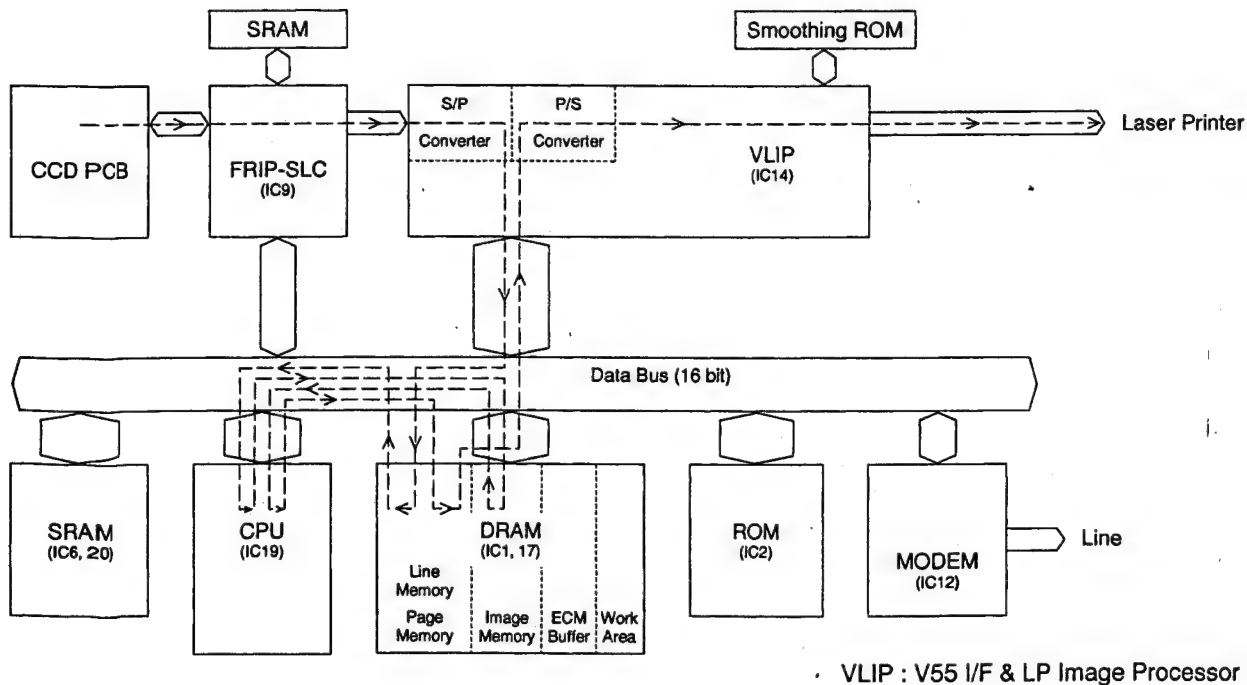 SRAM
Smoothing ROM
CCD PCB
FRIP-SLC
(IC9)
S/P
Converter
P/S
Converter
VLIP
(IC14)
Laser Printer
Data Bus (16 bit)
SRAM
(IC6, 20)
CPU
(IC19)
DRAM
(IC1, 17)
Line
Memory
Page
Memory
Image
Memory
ECM
Buffer
Work
Area
ROM
(IC2)
MODEM
(IC12)
Line
VLIP : V55 I/F & LP Image Processor